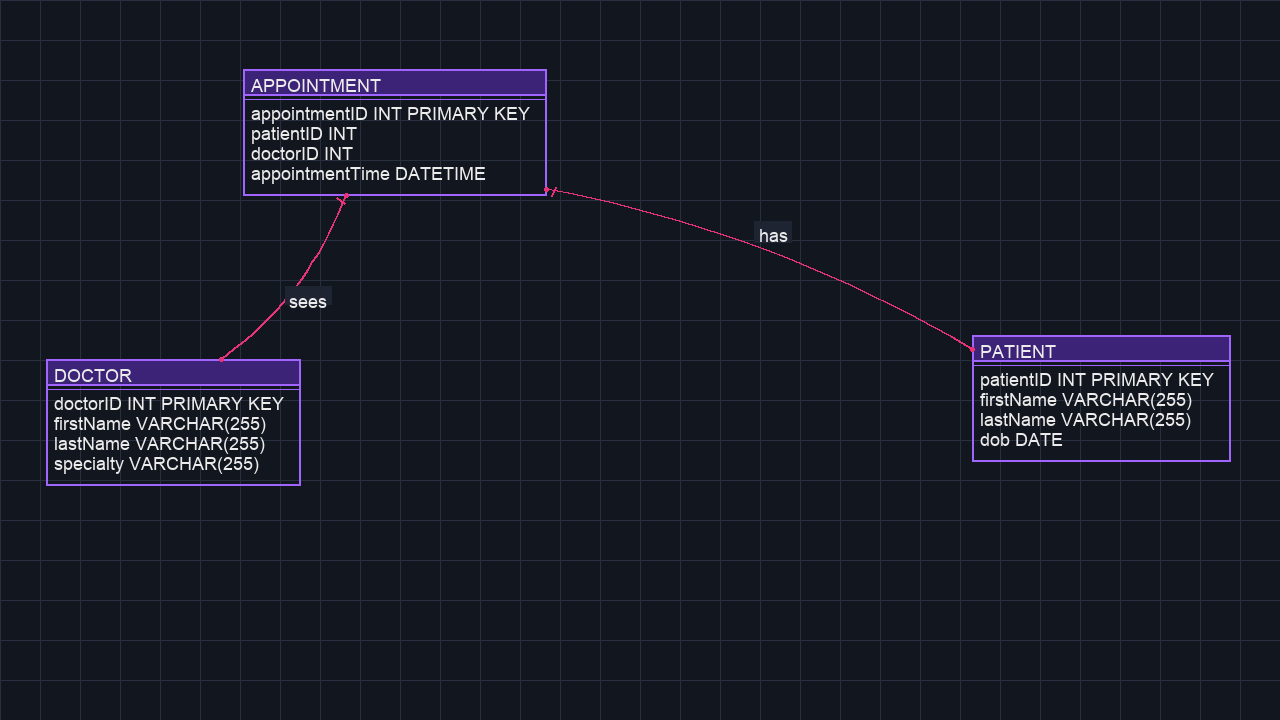 APPOINTMENT
appointmentID INT PRIMARY KEY
patientID INT
doctorID INT
appointmentTime DATETIME
has
sees
PATIENT
patientID INT PRIMARY KEY
firstName VARCHAR(255)
lastName VARCHAR(255)
dob DATE
DOCTOR
doctorID INT PRIMARY KEY
firstName VARCHAR(255)
lastName VARCHAR(255)
specialty VARCHAR(255)